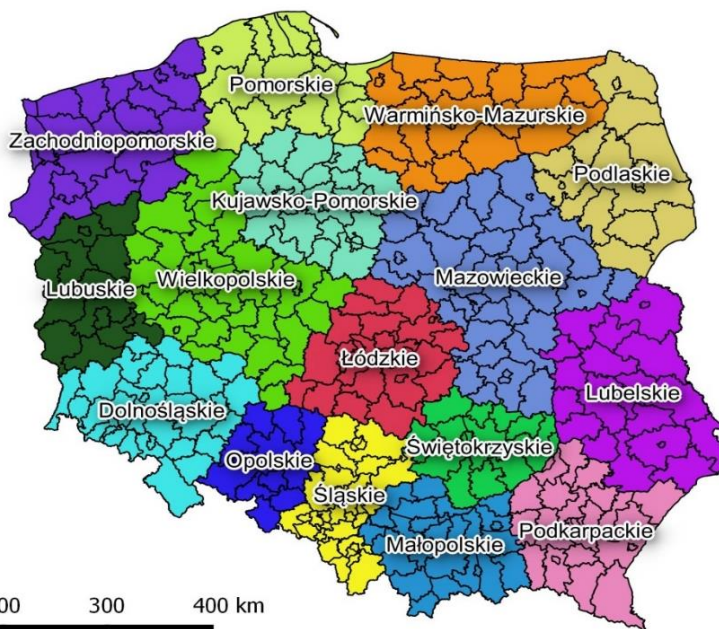 Pomorskie
Warmińsko-Mazurskie
Zachodniopomorskie
Podlaskie
Kujawsko-Pomorskie
Mazowieckie
Wielkopolskie
Lubuskie
Łódzkie
Lubelskie
Dolnośląskie
Świętokrzyskie
Opolskie
Śląskie
Podkarpackie
Małopolskie
00 300 400 km